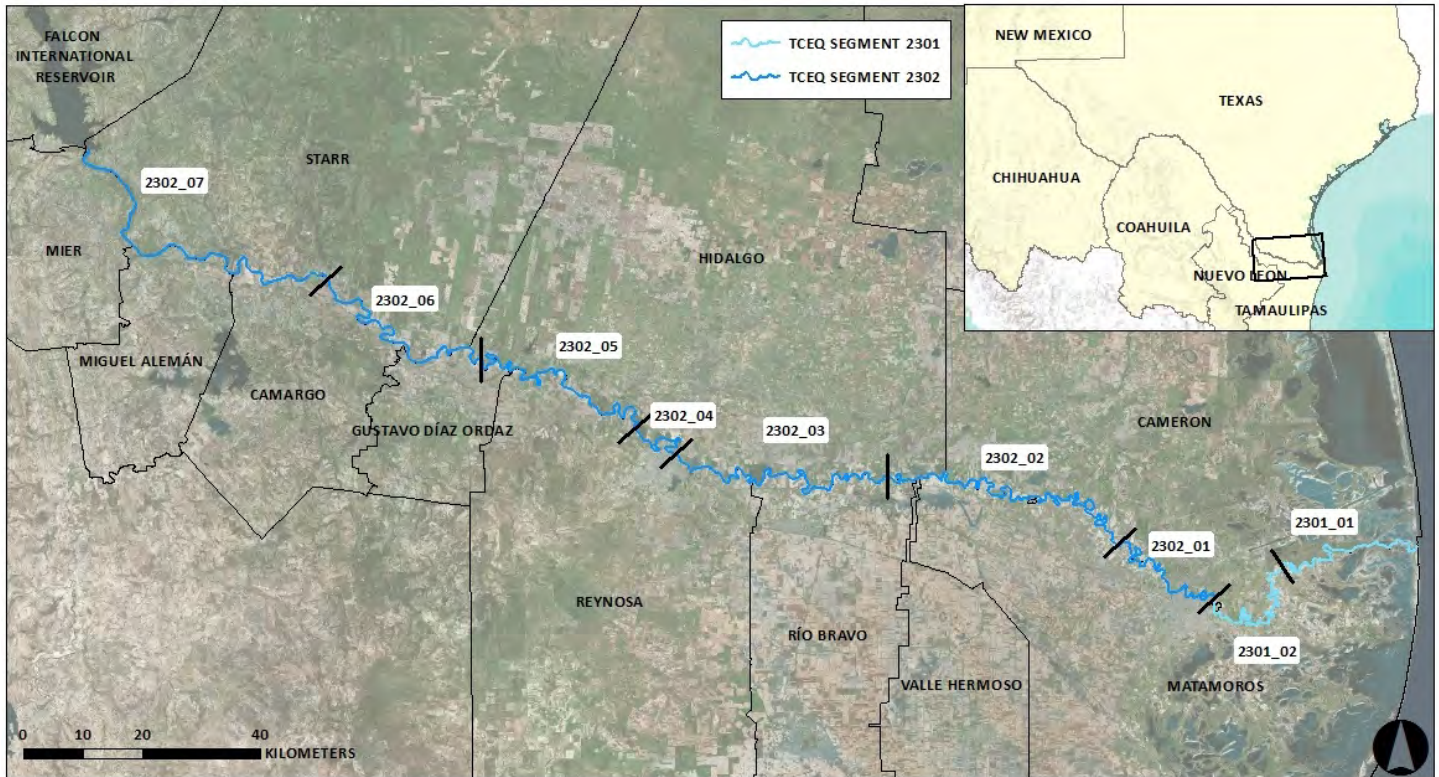 FALCON
INTERNATIONAL
RESERVOIR
TCEQ SEGMENT 2301
TCEQ SEGMENT 2302
NEW MEXICO
TEXAS
CHIHUAHUA
COAHUILA
NUEVO LEON
TAMAULIPAS
STARR
2302_07
MIER
HIDALGO
2302_06
2302_05
MIGUEL ALEMÁN
CAMARGO
GUSTAVO DÍAZ ORDAZ
2302_04
2302_03
CAMERON
2302_02
2301_01
2302_01
REYNOSA
RÍO BRAVO
2301_02
VALLE HERMOSO
MATAMOROS
0 10 20 40
KILOMETERS